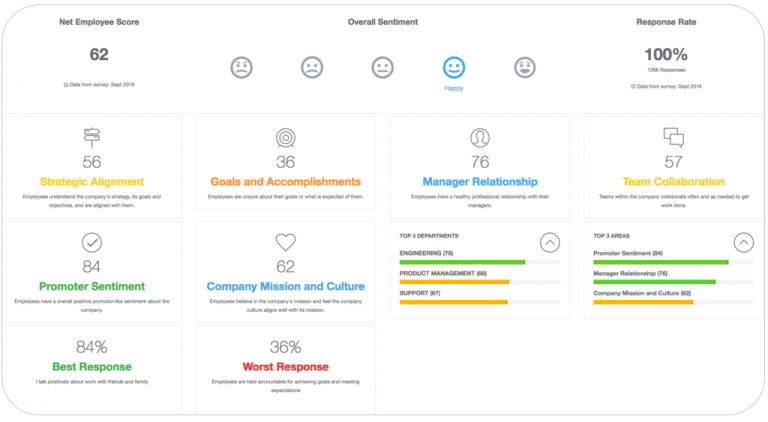 Net Employee Score
62
Data from survey: Sept 2016
Overall Sentiment
Happy
Response Rate
100%
1266 Responses
Data from survey: Sept 2016
56
Strategic Alignment
Employees understand the company's strategy, its goals and
objectives, and are aligned with them.
36
Goals and Accomplishments
Employees are unsure about their goals or what is expected of them.
76
Manager Relationship
Employees have a healthy professional relationship with their
managers.
57
Team Collaboration
Teams within the company collaborate often and as needed to get
work done.
84
Promoter Sentiment
Employees have a overall positive promoter-like sentiment about the
company.
62
Company Mission and Culture
Employees believe in the company's mission and feel the company
culture aligns well with its mission.
TOP 3 DEPARTMENTS
ENGINEERING (78)
PRODUCT MANAGEMENT (68)
SUPPORT (67)
TOP 3 AREAS
Promoter Sentiment (84)
Manager Relationship (76)
Company Mission and Culture (62)
84%
Best Response
I talk positively about work with friends and family
36%
Worst Response
Employees are held accountable for achieving goals and meeting
expectations